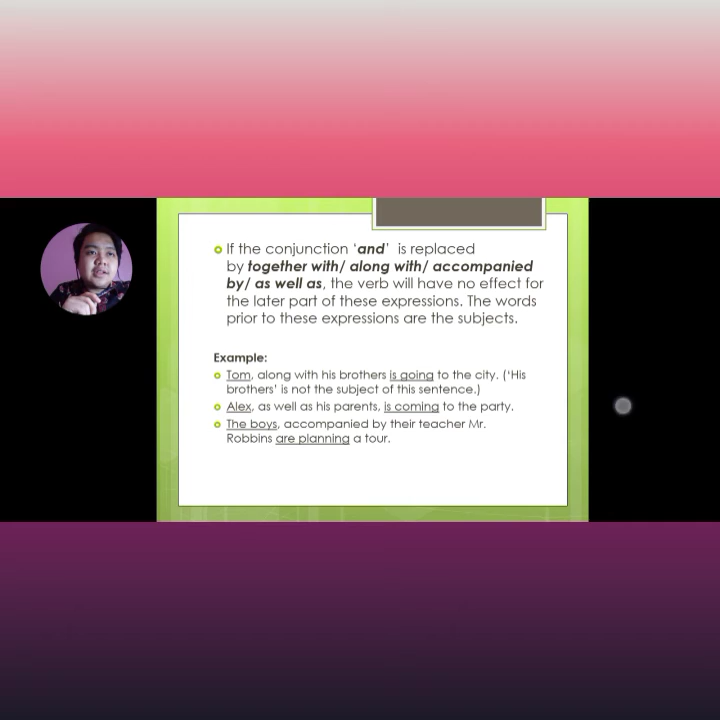 If the conjunction ‘and’ is replaced
by together with/ along with/ accompanied
by/ as well as, the verb will have no effect for
the later part of these expressions. The words
prior to these expressions are the subjects.
Example:
Tom, along with his brothers is going to the city. (‘His
brothers’ is not the subject of this sentence.)
Alex, as well as his parents, is coming to the party.
The boys, accompanied by their teacher Mr.
Robbins are planning a tour.